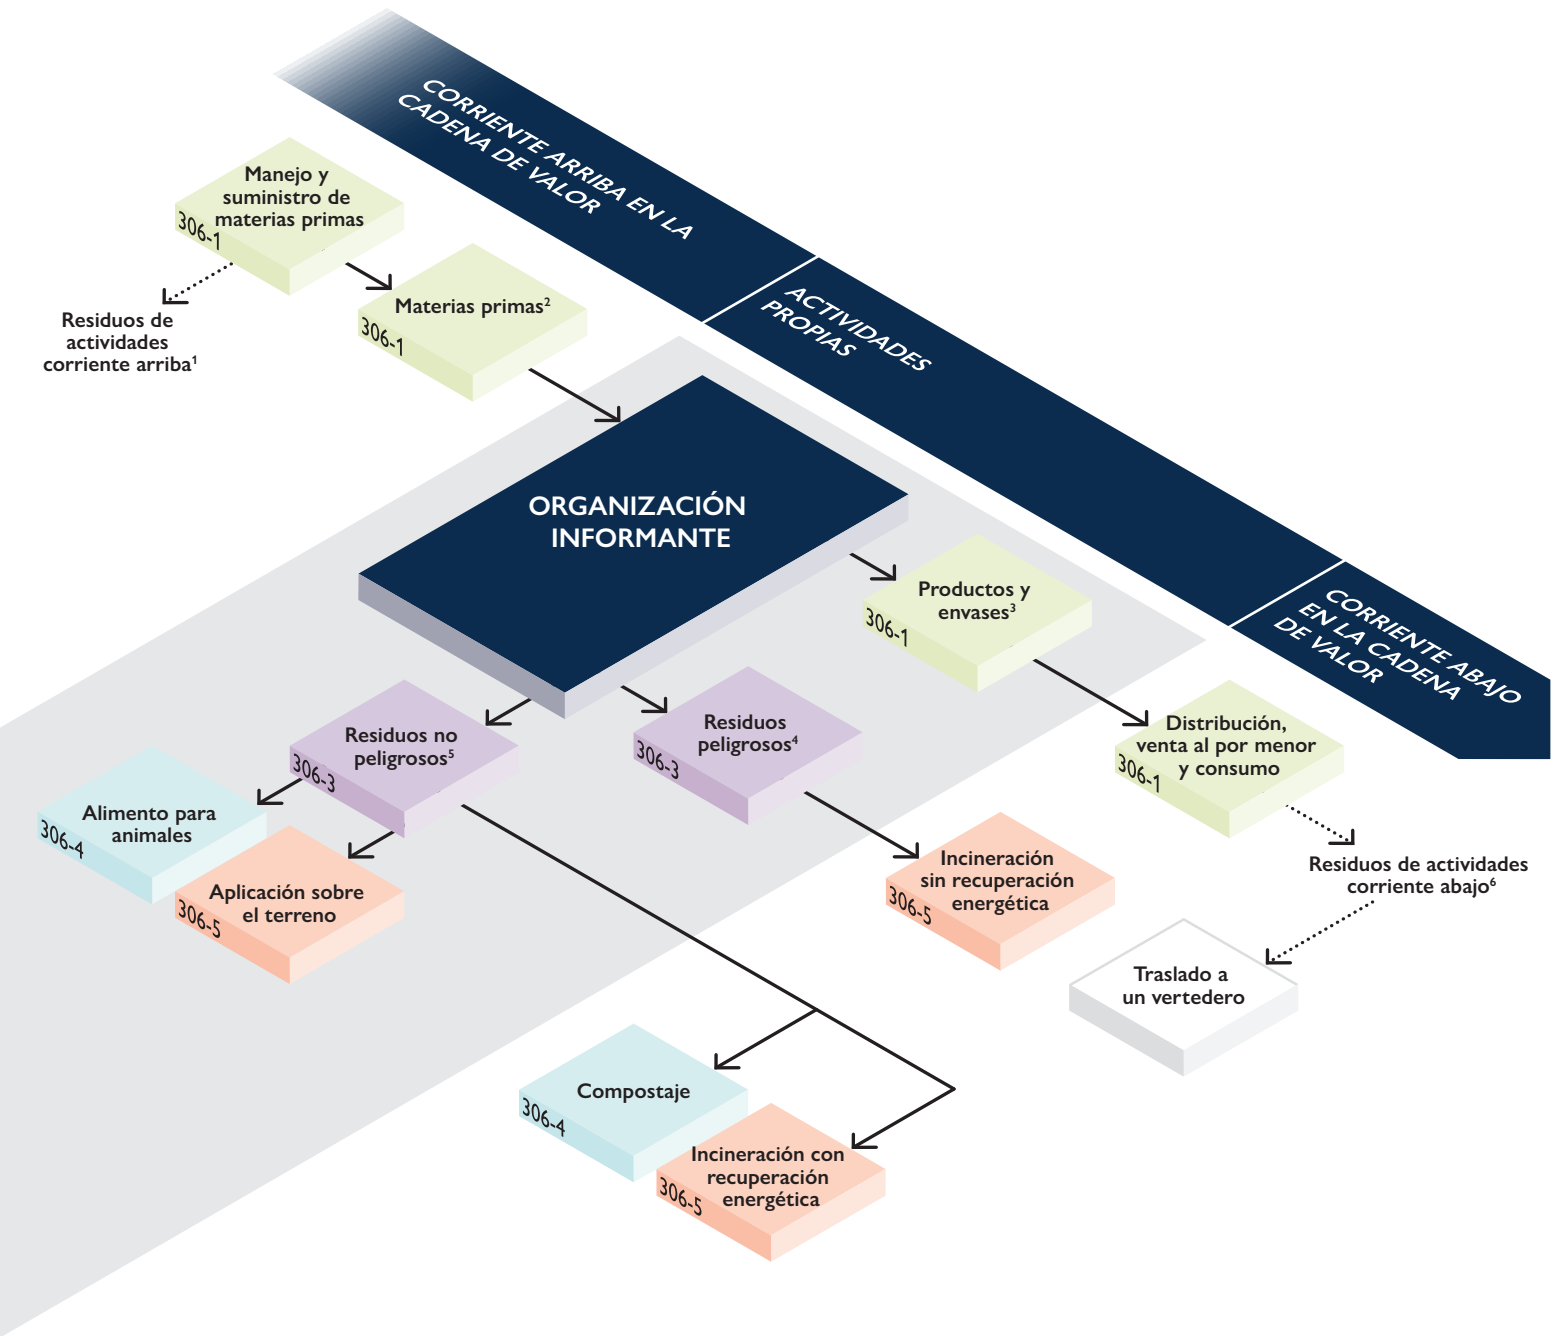 CORRIENTE ARRIBA EN LA
CADENA DE VALOR
ACTIVIDADES
PROPIAS
CORRIENTE ABAJO
EN LA CADENA
DE VALOR
Manejo y
suministro de
materias primas
306-1
Residuos de
actividades
corriente arriba¹
Materias primas²
306-1
ORGANIZACIÓN
INFORMANTE
Productos y
envases³
306-1
Residuos no
peligrosos⁵
306-3
Residuos
peligrosos⁴
306-3
Distribución,
venta al por menor
y consumo
306-1
Alimento para
animales
306-4
Aplicación sobre
el terreno
306-5
Incineración
sin recuperación
energética
306-5
Residuos de actividades
corriente abajo⁶
Traslado a
un vertedero
Compostaje
306-4
Incineración con
recuperación
energética
306-5